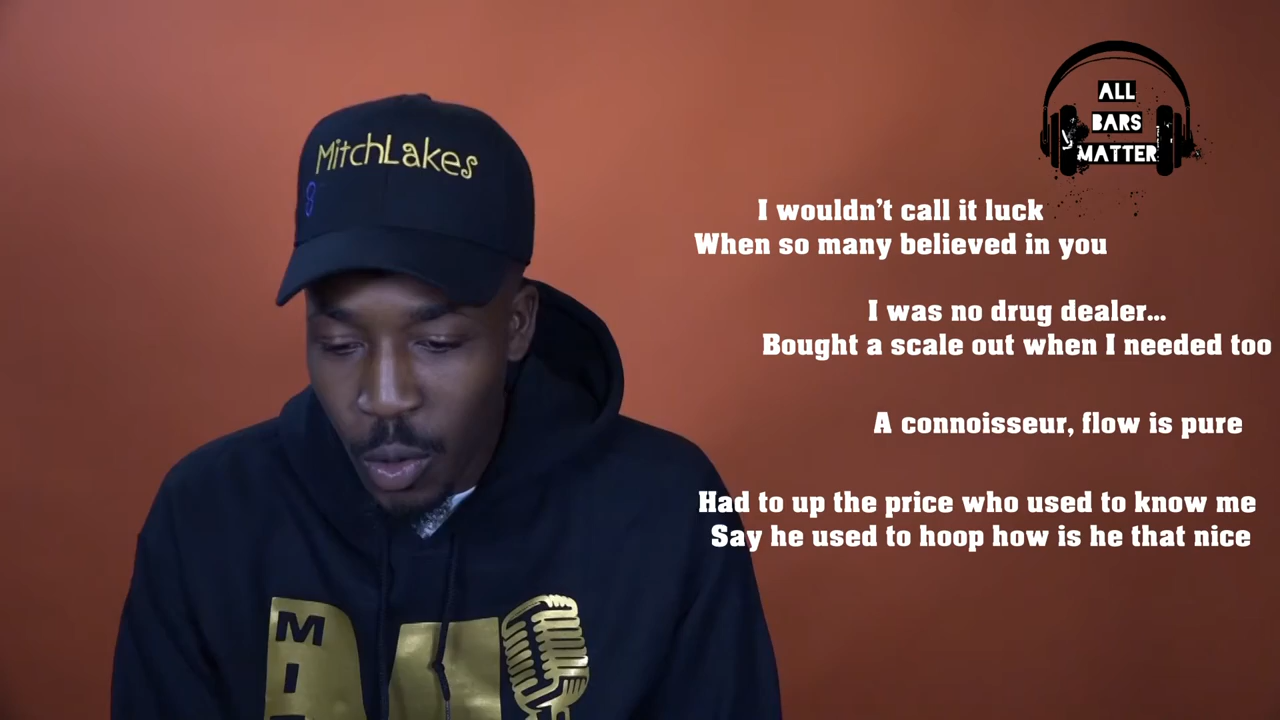 MitchLakes
8
ALL
BARS
MATTER
I wouldn't call it luck
When so many believed in you
I was no drug dealer...
Bought a scale out when I needed too
A connoisseur, flow is pure
Had to up the price who used to know me
Say he used to hoop how is he that nice
M
I